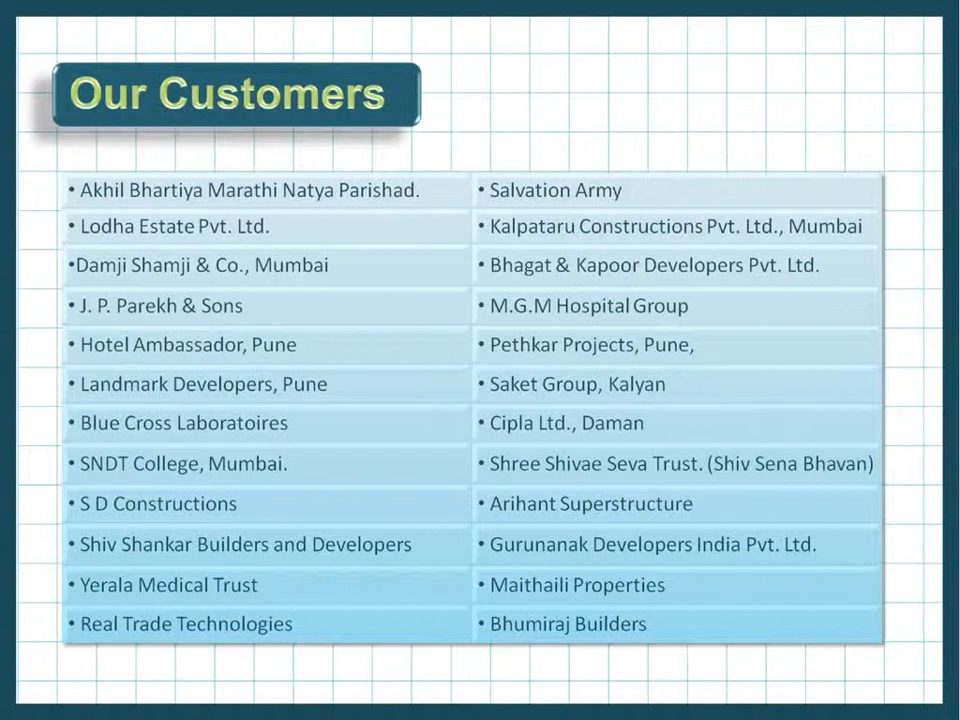 Our Customers
• Akhil Bhartiya Marathi Natya Parishad.
• Salvation Army
• Lodha Estate Pvt. Ltd.
• Kalpataru Constructions Pvt. Ltd., Mumbai
•Damji Shamji & Co., Mumbai
• Bhagat & Kapoor Developers Pvt. Ltd.
• J. P. Parekh & Sons
• M.G.M Hospital Group
• Hotel Ambassador, Pune
• Pethkar Projects, Pune,
• Landmark Developers, Pune
• Saket Group, Kalyan
• Blue Cross Laboratoires
• Cipla Ltd., Daman
• SNDT College, Mumbai.
• Shree Shivae Seva Trust. (Shiv Sena Bhavan)
• S D Constructions
• Arihant Superstructure
• Shiv Shankar Builders and Developers
• Gurunanak Developers India Pvt. Ltd.
• Yerala Medical Trust
• Maithaili Properties
• Real Trade Technologies
• Bhumiraj Builders